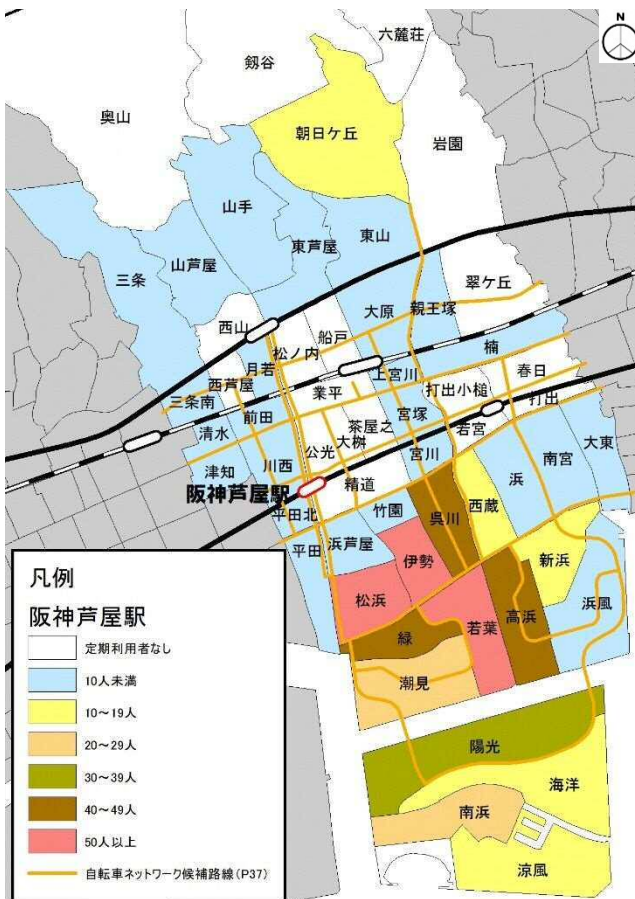 N
六麓荘
剱谷
奥山
朝日ケ丘
岩園
山手
東芦屋
東山
山芦屋
三条
翠ケ丘
西山
船戸
大原
親王塚
松ノ内
月若
楠
西芦屋
上宮川
春日
業平
打出小槌
三条南
前田
宮塚
打出
茶屋之
清水
大桝
若宮
公光
川西
宮川
大東
南宮
津知
浜
阪神芦屋駅
精道
西蔵
竹園
平田北
呉川
平田
浜芦屋
伊勢
新浜
松浜
浜風
高浜
若葉
緑
潮見
陽光
海洋
南浜
涼風
凡例
阪神芦屋駅
定期利用者なし
10人未満
10～19人
20～29人
30～39人
40～49人
50人以上
自転車ネットワーク候補路線(P37)